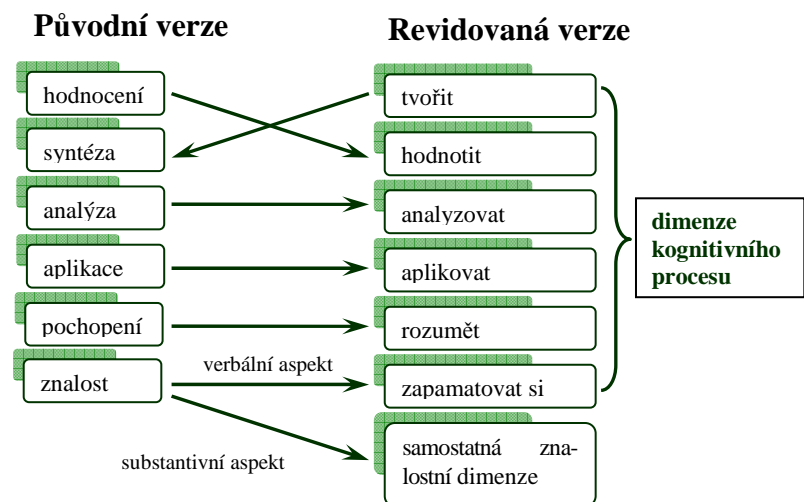 Původní verze
Revidovaná verze
hodnocení
tvořit
syntéza
hodnotit
analýza
analyzovat
dimenze
kognitivního
procesu
aplikace
aplikovat
pochopení
rozumět
verbální aspekt
znalost
zapamatovat si
substantivní aspekt
samostatná zna-
lostní dimenze